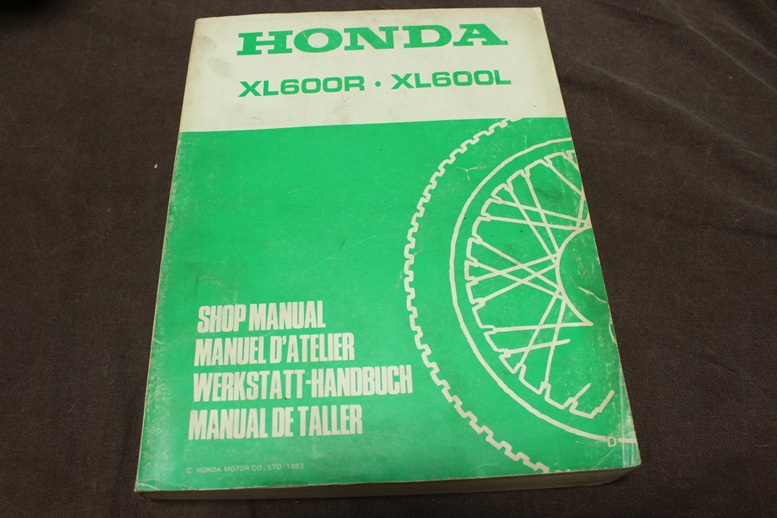 HONDA
XL600R · XL600L
SHOP MANUAL
MANUEL D'ATELIER
WERKSTATT-HANDBUCH
MANUAL DE TALLER
© HONDA MOTOR CO., LTD. 1982
D